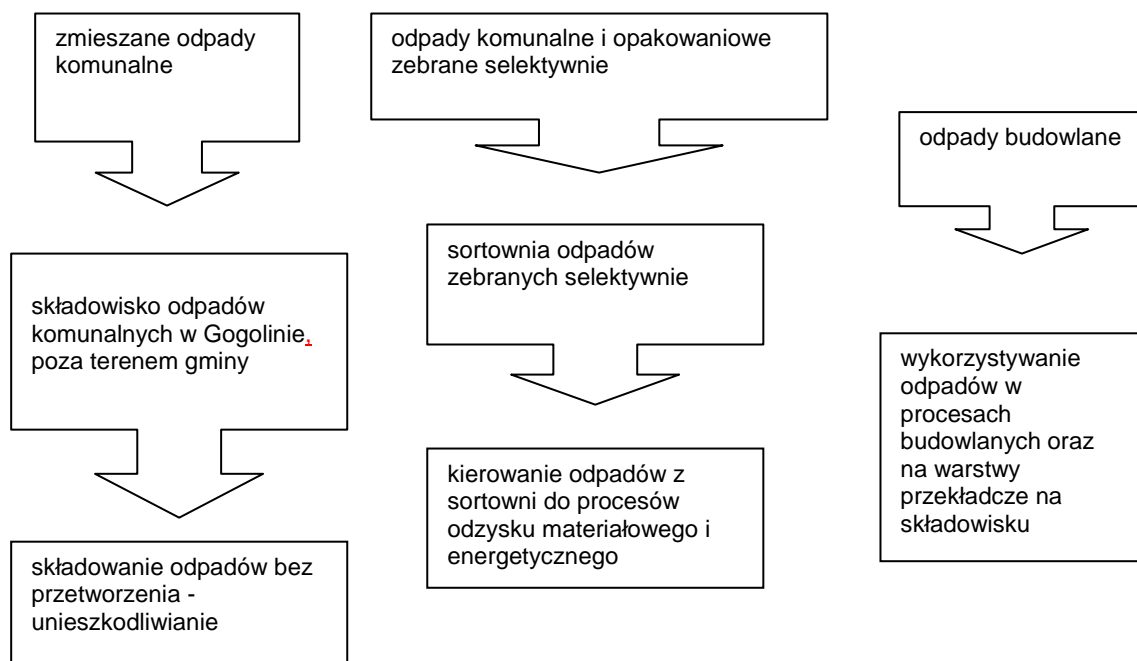 zmieszane odpady
komunalne
składowisko odpadów
komunalnych w Gogolinie,
poza terenem gminy
składowanie odpadów bez
przetworzenia -
unieszkodliwianie
odpady komunalne i opakowaniowe
zebrane selektywnie
sortownia odpadów
zebranych selektywnie
kierowanie odpadów z
sortowni do procesów
odzysku materiałowego i
energetycznego
odpady budowlane
wykorzystywanie
odpadów w
procesach
budowlanych oraz
na warstwy
przekładcze na
składowisku